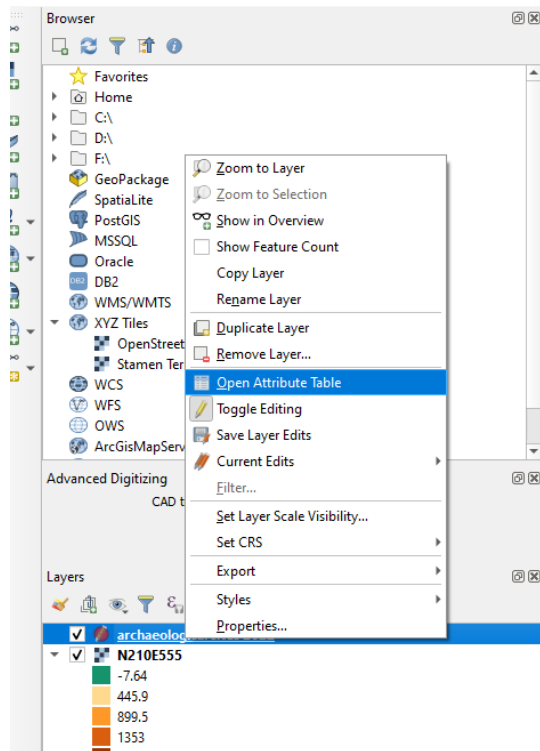 Browser
Favorites
Home
C:\
D:\
F:\
GeoPackage
SpatiaLite
PostGIS
MSSQL
Oracle
DB2
WMS/WMTS
XYZ Tiles
OpenStreet
Stamen Ter
WCS
WFS
OWS
ArcGisMapServ
Zoom to Layer
Zoom to Selection
Show in Overview
Show Feature Count
Copy Layer
Rename Layer
Duplicate Layer
Remove Layer...
Open Attribute Table
Toggle Editing
Save Layer Edits
Current Edits
Filter...
Set Layer Scale Visibility...
Set CRS
Export
Styles
Properties...
Advanced Digitizing
CAD t
Layers
archaeolog
N210E555
-7.64
445.9
899.5
1353